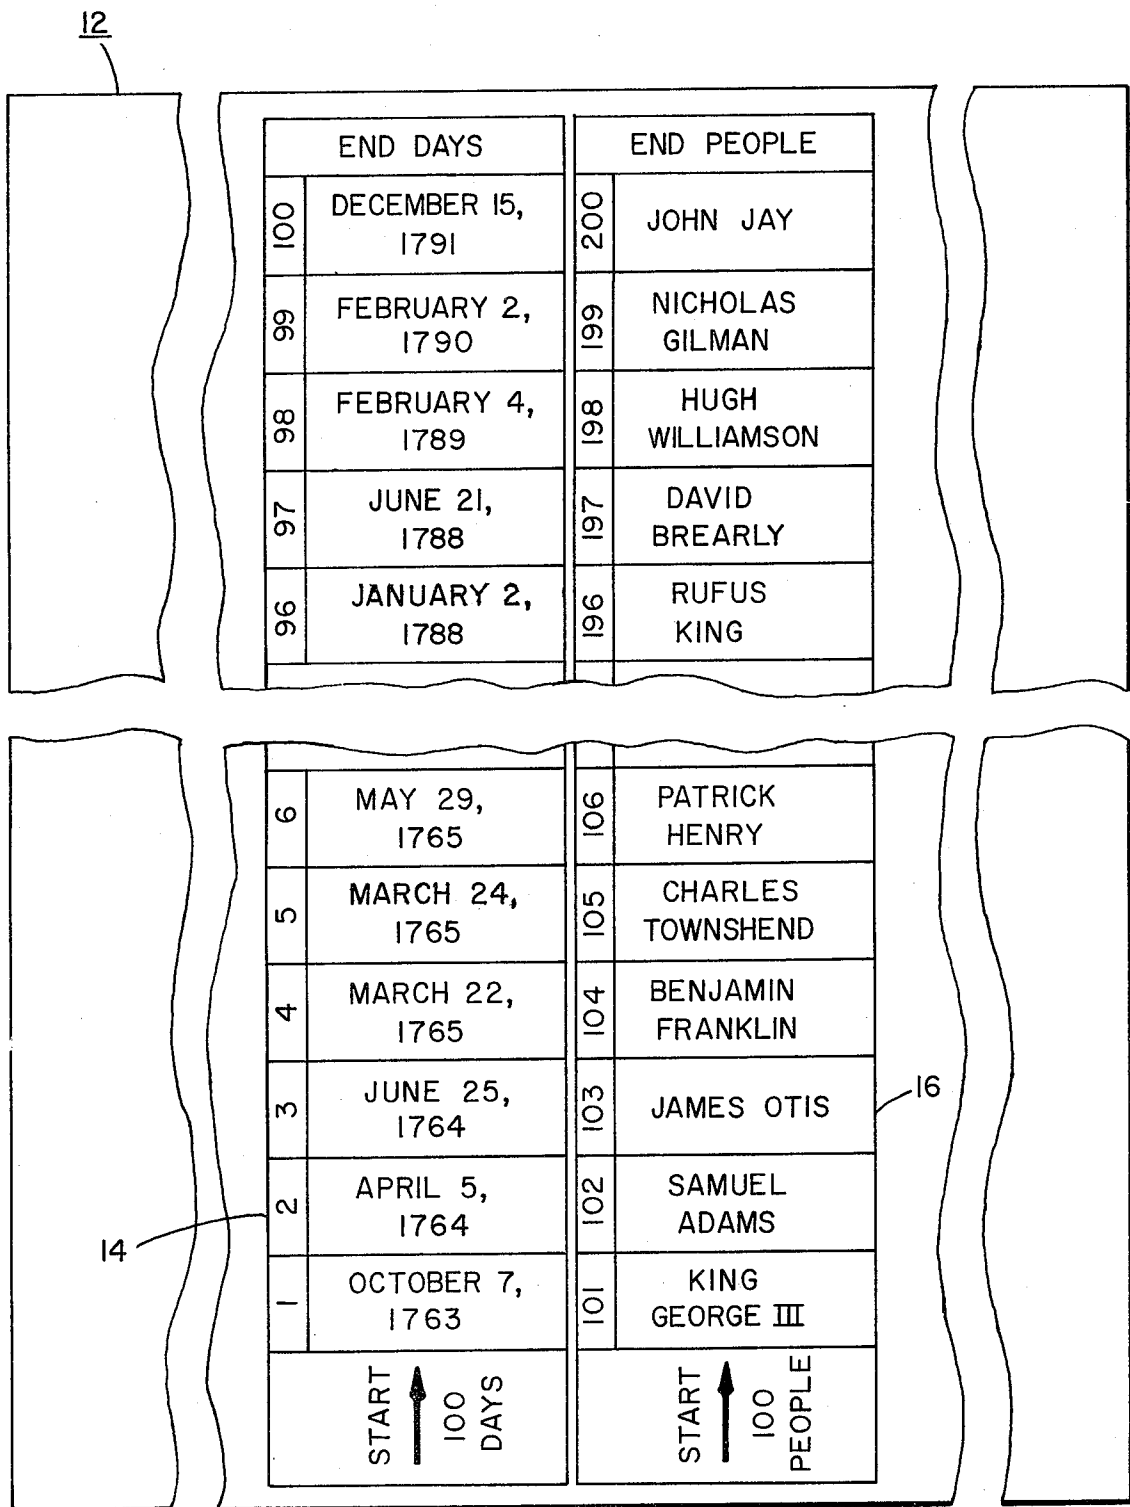 12
END DAYS
100
DECEMBER 15,
1791
99
FEBRUARY 2,
1790
98
FEBRUARY 4,
1789
97
JUNE 21,
1788
96
JANUARY 2,
1788
6
MAY 29,
1765
5
MARCH 24,
1765
4
MARCH 22,
1765
3
JUNE 25,
1764
2
APRIL 5,
1764
1
OCTOBER 7,
1763
START
100
DAYS
14
END PEOPLE
200
JOHN JAY
199
NICHOLAS
GILMAN
198
HUGH
WILLIAMSON
197
DAVID
BREARLY
196
RUFUS
KING
106
PATRICK
HENRY
105
CHARLES
TOWNSHEND
104
BENJAMIN
FRANKLIN
103
JAMES OTIS
102
SAMUEL
ADAMS
101
KING
GEORGE III
START
100
PEOPLE
16